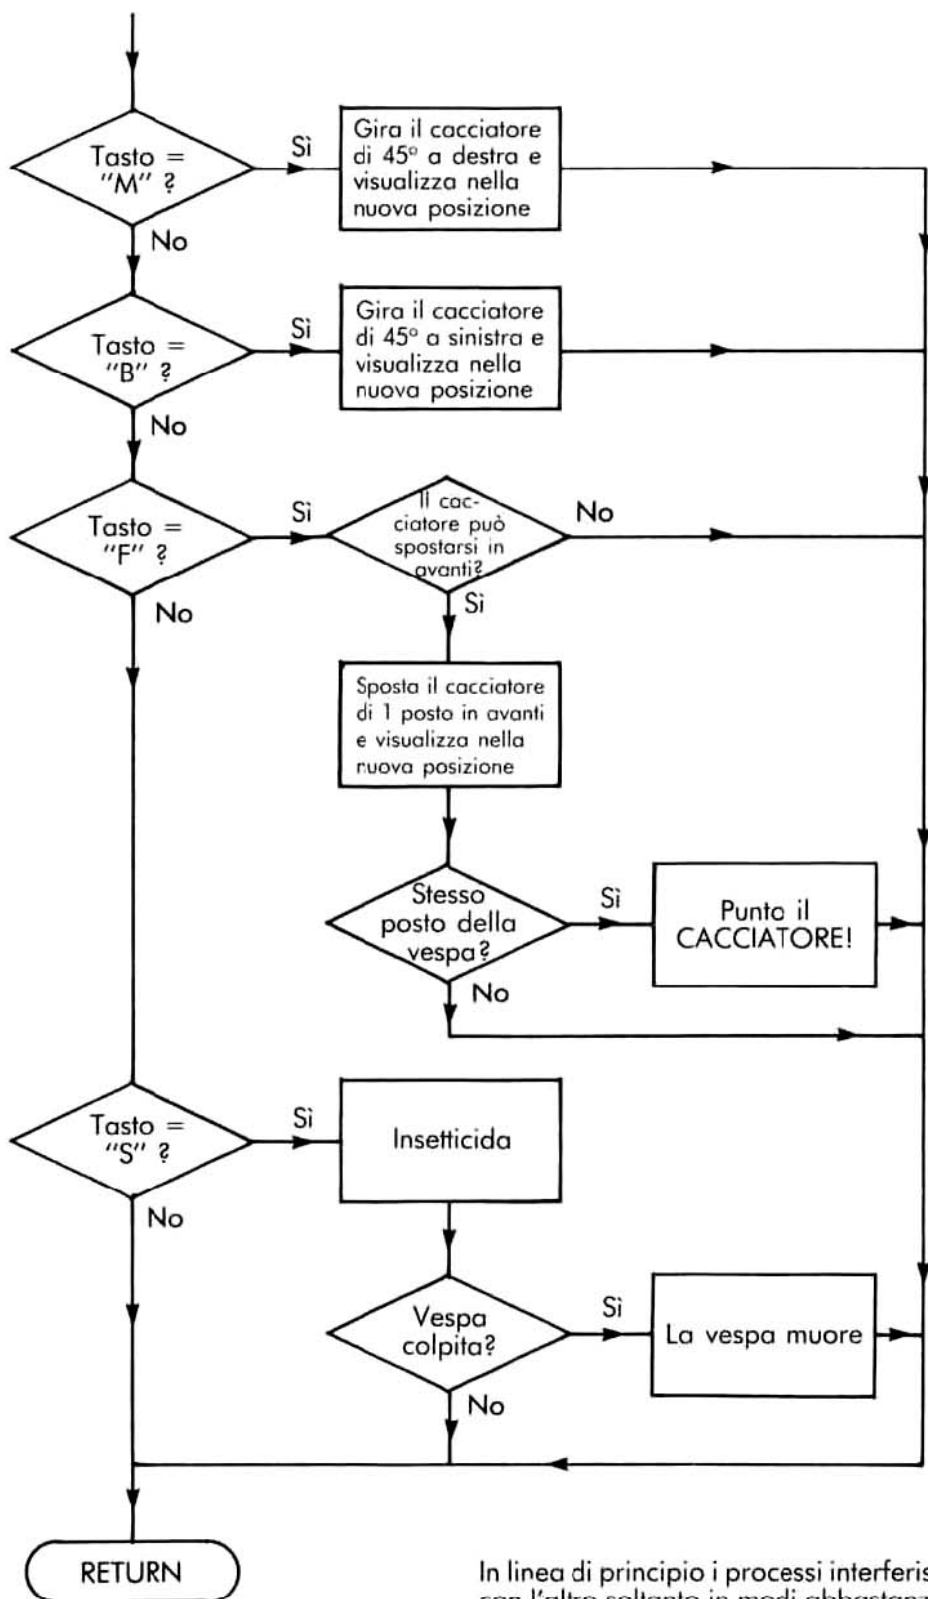 Tasto =
"M" ?
Sì
Gira il cacciatore
di 45° a destra e
visualizza nella
nuova posizione
No
Tasto =
"B" ?
Sì
Gira il cacciatore
di 45° a sinistra e
visualizza nella
nuova posizione
No
Tasto =
"F" ?
Sì
Il cac-
ciatore può
spostarsi in
avanti?
No
No
Sì
Sposta il cacciatore
di 1 posto in avanti
e visualizza nella
nuova posizione
Stesso
posto della
vespa?
Sì
Punto il
CACCIATORE!
No
Tasto =
"S" ?
Sì
Insetticida
No
Vespa
colpita?
Sì
La vespa muore
No
RETURN
In linea di principio i processi interferis
con l'altro soltanto in modi abbastanz